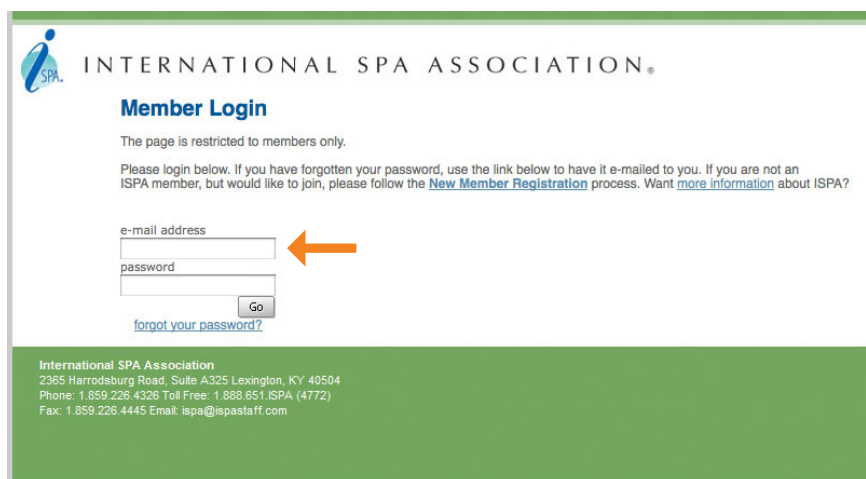 SPA.
INTERNATIONAL SPA ASSOCIATION®
Member Login
The page is restricted to members only.
Please login below. If you have forgotten your password, use the link below to have it e-mailed to you. If you are not an
ISPA member, but would like to join, please follow the New Member Registration process. Want more information about ISPA?
e-mail address
password
Go
forgot your password?
International SPA Association
2365 Harrodsburg Road, Suite A325 Lexington, KY 40504
Phone: 1.859.226.4326 Toll Free: 1.888.651.ISPA (4772)
Fax: 1.859.226.4445 Email: ispa@ispastaff.com